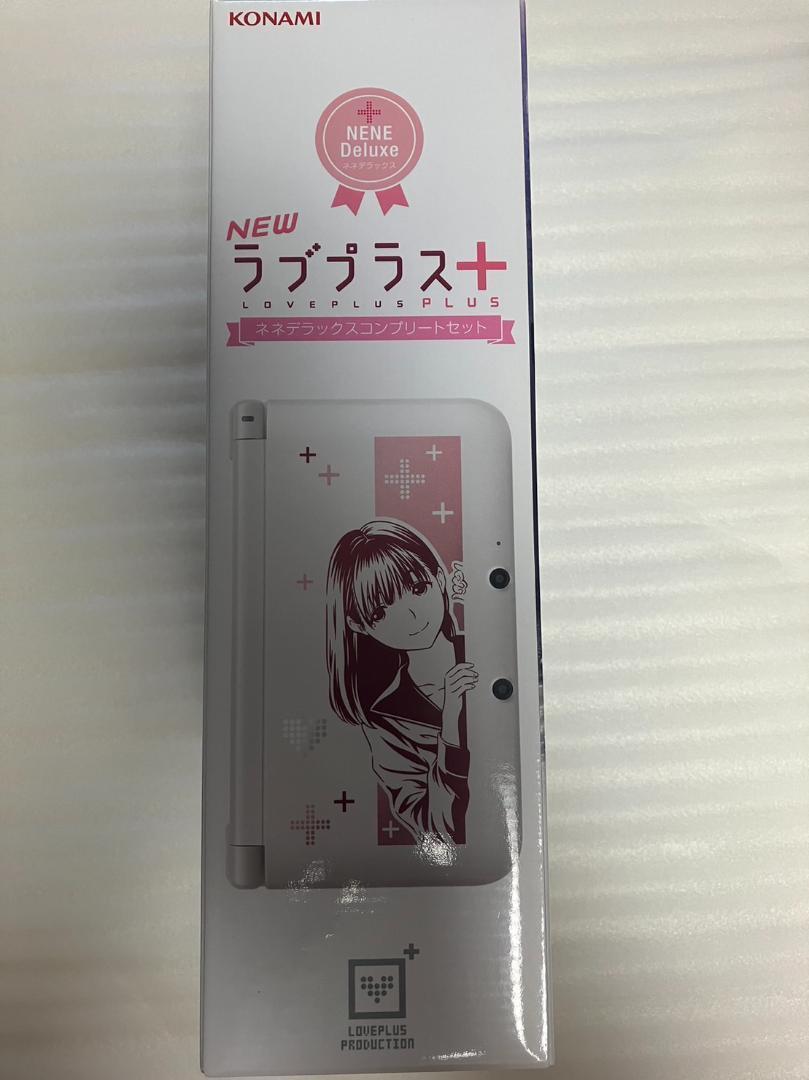 KONAMI
NENE
Deluxe
ネネデラックス
NEW
ラブプラス+
LOVEPLUS PLUS
ネネデラックスコンプリートセット
LOVEPLUS
PRODUCTION